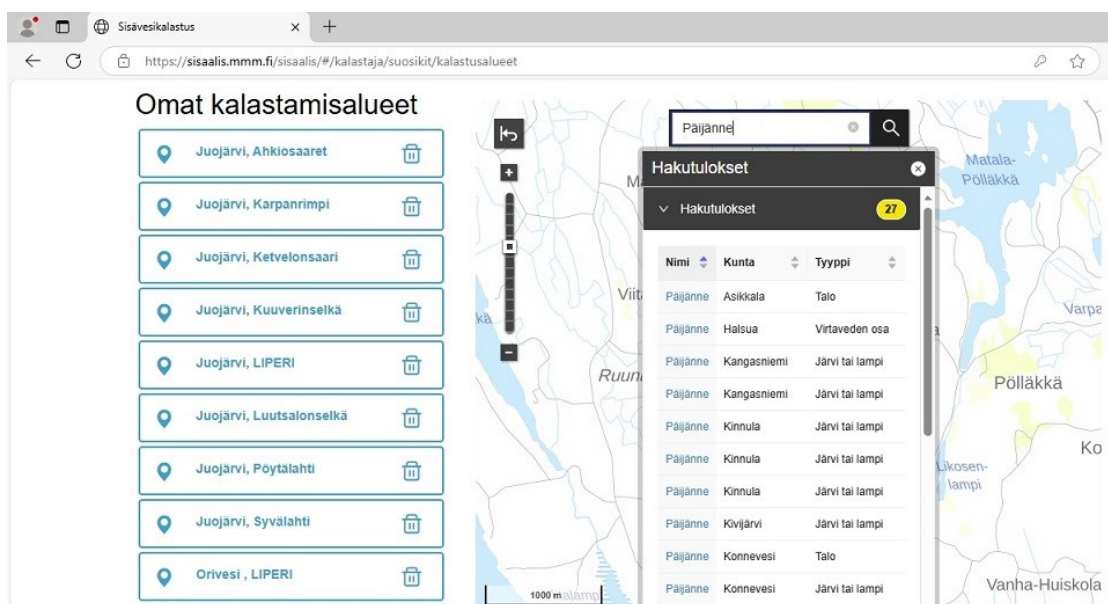 Sisävesikalastus
https://sisaalis.mmm.fi/sisaalis/#/kalastaja/suosikit/kalastusalueet
Omat kalastamisalueet
Juojärvi, Ahkiosaaret
Juojärvi, Karpanrimpi
Juojärvi, Ketvelonsaari
Juojärvi, Kuuverinselkä
Juojärvi, LIPERI
Juojärvi, Luutsalonselkä
Juojärvi, Pöytälahti
Juojärvi, Syvälahti
Orivesi , LIPERI
Päijänne
Hakutulokset
Hakutulokset 27
Nimi Kunta Tyyppi
Päijänne Asikkala Talo
Päijänne Halsua Virtaveden osa
Päijänne Kangasniemi Järvi tai lampi
Päijänne Kangasniemi Järvi tai lampi
Päijänne Kinnula Järvi tai lampi
Päijänne Kinnula Järvi tai lampi
Päijänne Kinnula Järvi tai lampi
Päijänne Kivijärvi Järvi tai lampi
Päijänne Konnevesi Talo
Päijänne Konnevesi Järvi tai lampi
Matala-
Pölläkkä
Viit
kä
Varpa
Ruun
Pölläkkä
Ko
Likosen-
lampi
1000 m
alamp
Vanha-Huiskola